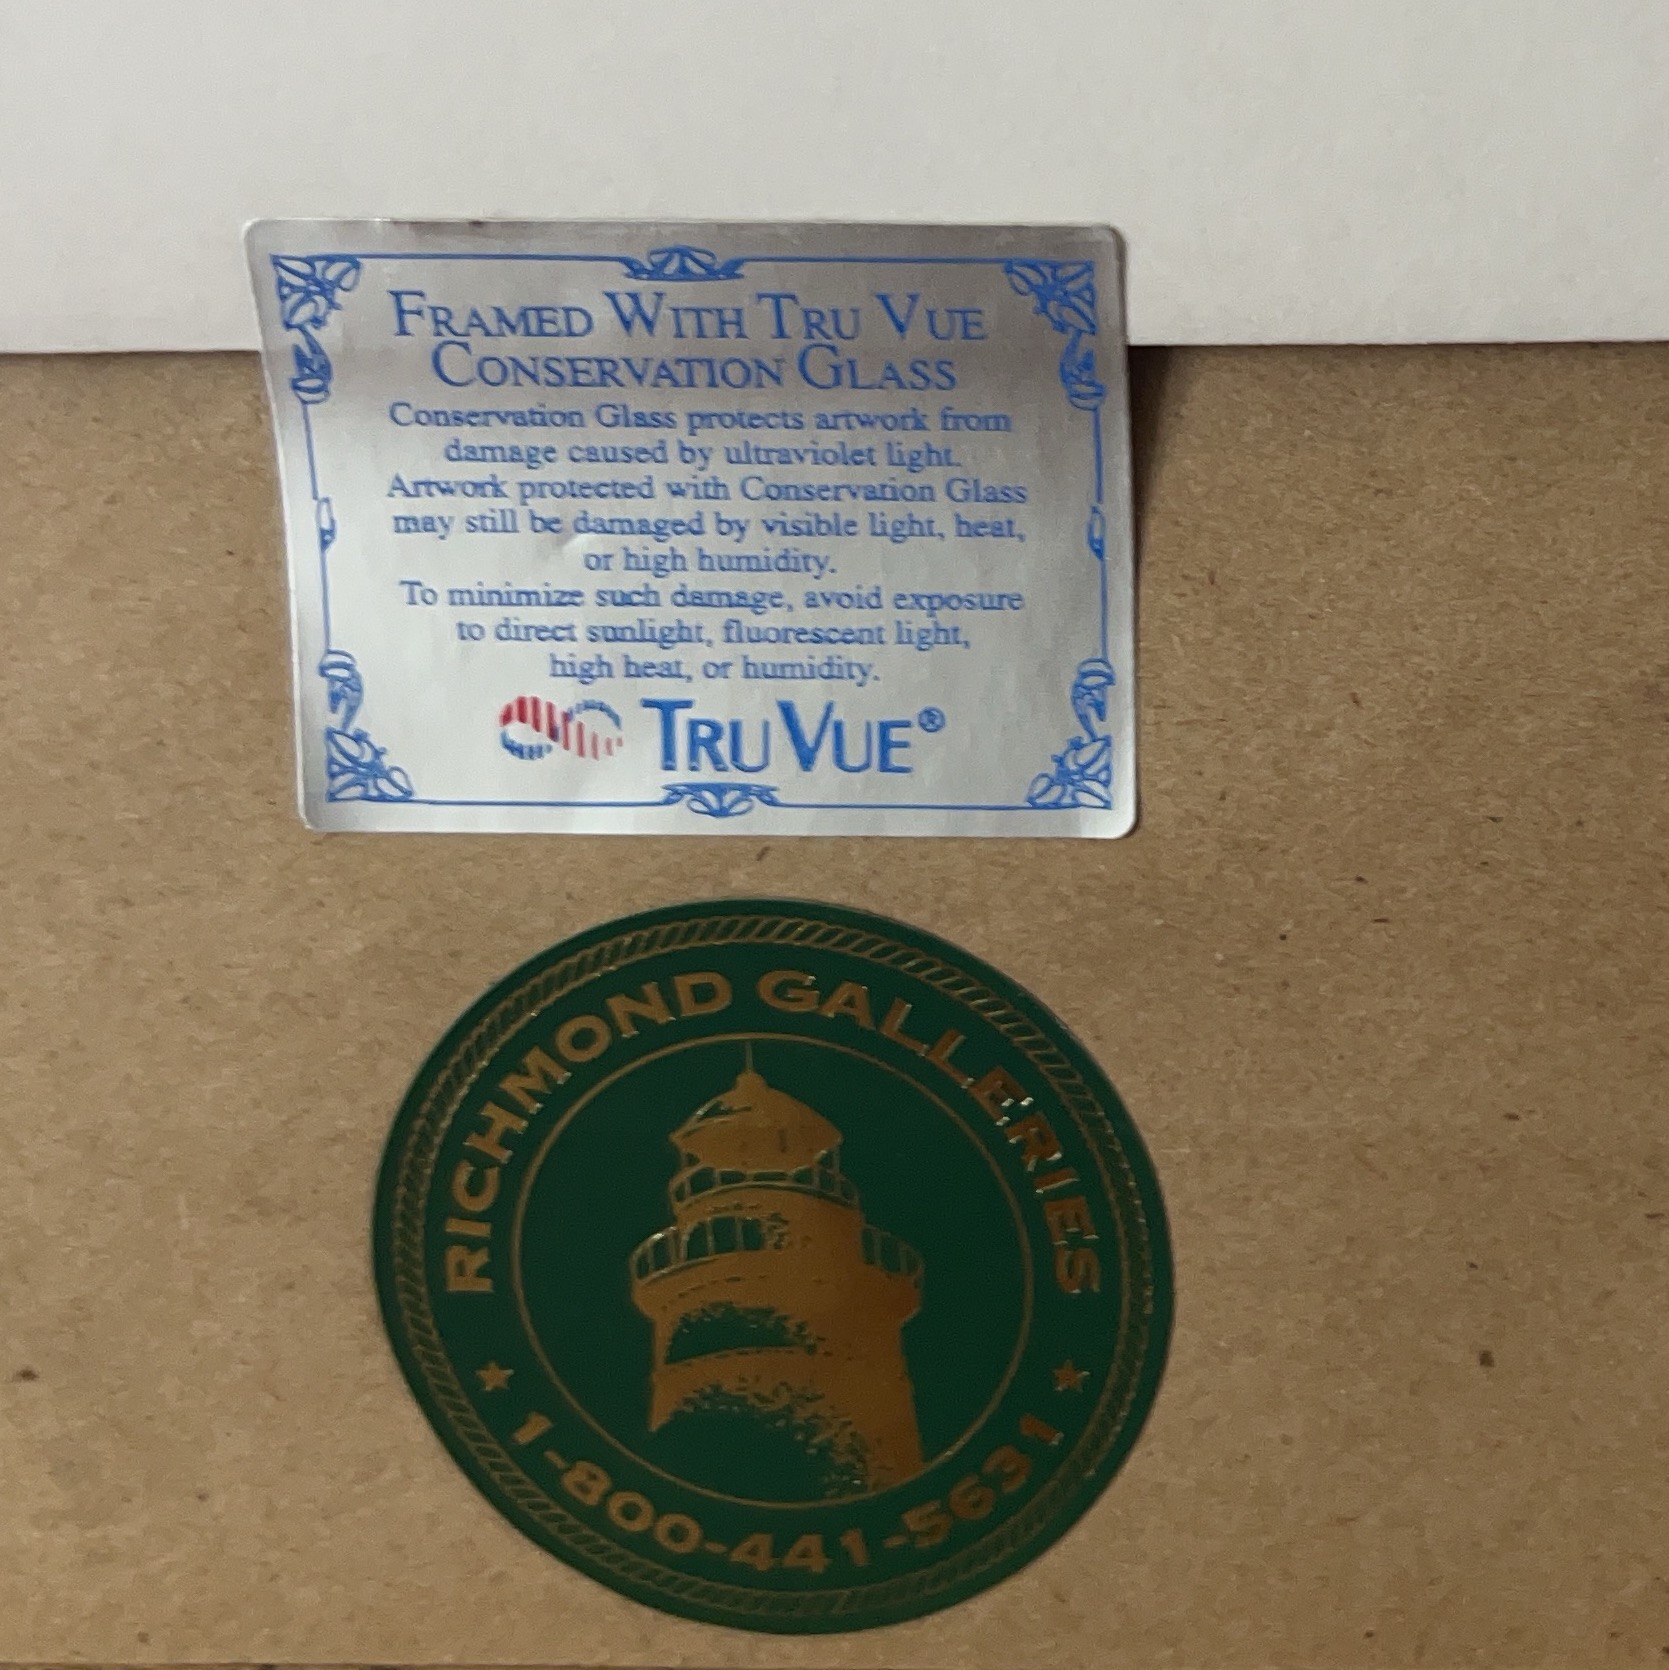 FRAMED WITH TRU VUE
CONSERVATION GLASS
Conservation Glass protects artwork from
damage caused by ultraviolet light.
Artwork protected with Conservation Glass
may still be damaged by visible light, heat,
or high humidity.
To minimize such damage, avoid exposure
to direct sunlight, fluorescent light,
high heat, or humidity.
TRU VUE®
RICHMOND GALLERIES
★ 1-800-441-5631 ★